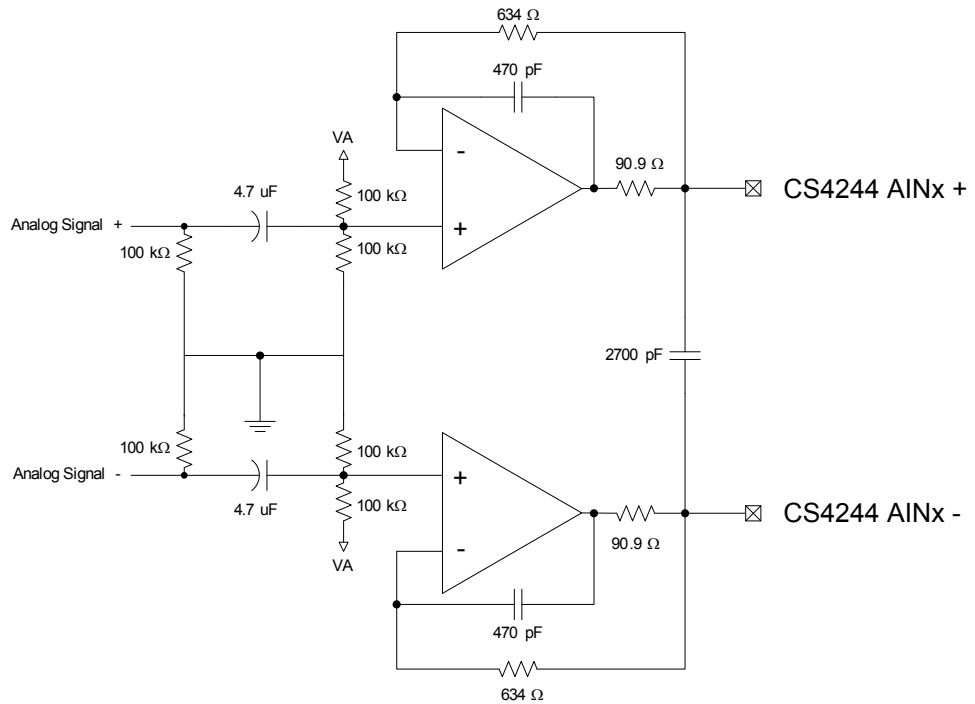 634 Ω
470 pF
-
+
90.9 Ω
CS4244 AINx +
VA
100 kΩ
100 kΩ
4.7 uF
Analog Signal +
100 kΩ
2700 pF
100 kΩ
Analog Signal -
4.7 uF
100 kΩ
100 kΩ
VA
+
-
90.9 Ω
CS4244 AINx -
470 pF
634 Ω